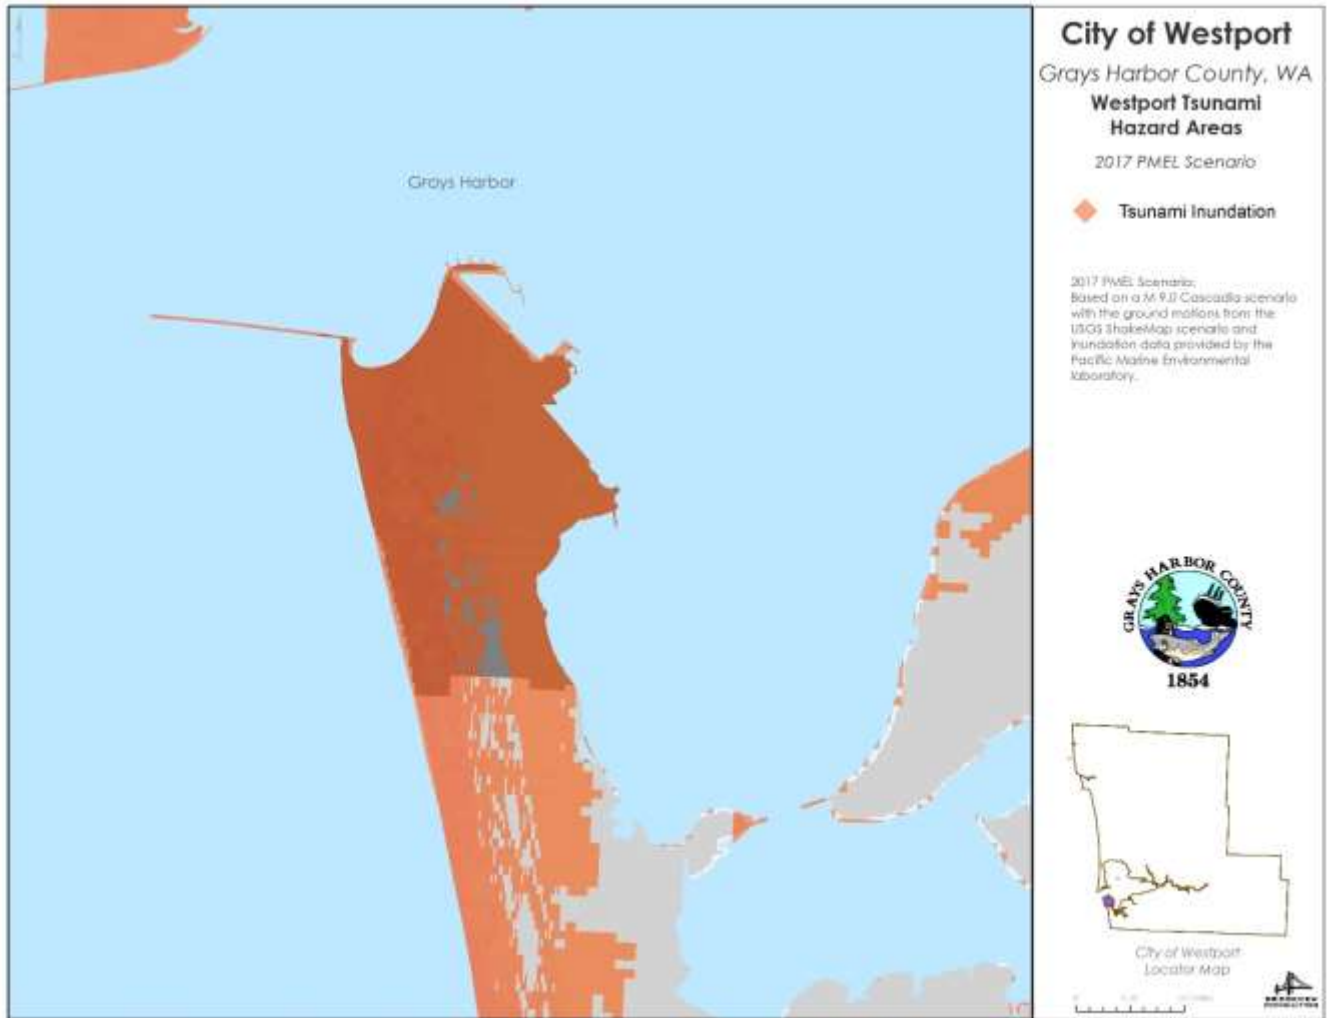 City of Westport
Grays Harbor County, WA
Westport Tsunami
Hazard Areas
2017 PMEL Scenario
Tsunami Inundation
2017 PMEL Scenario:
Based on a M 9.0 Cascadia scenario
with the ground motions from the
USGS ShakeMap scenario and
inundation data provided by the
Pacific Marine Environmental
laboratory.
Grays Harbor
GRAYS HARBOR COUNTY
1854
City of Westport
Locator Map